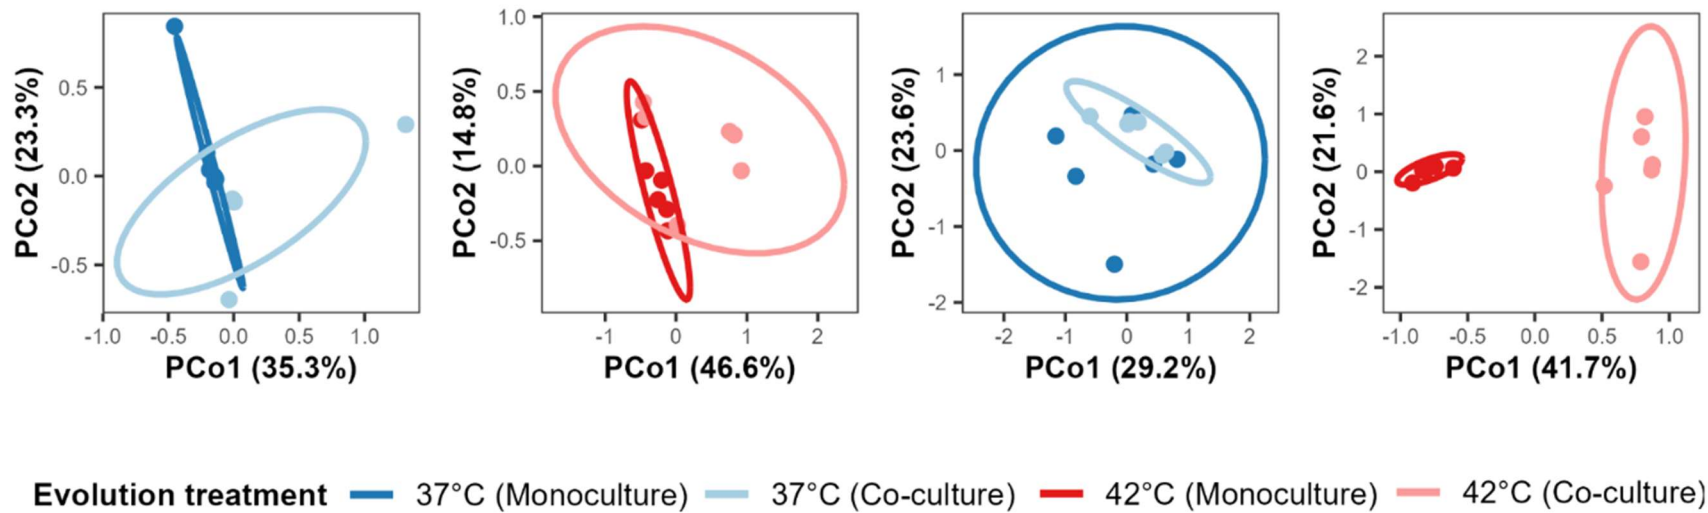 PCo2 (23.3%)
0.5
0.0
-0.5
-1.0 -0.5 0.0 0.5 1.0
PCo1 (35.3%)
PCo2 (14.8%)
1.0
0.5
0.0
-0.5
-1 0 1 2
PCo1 (46.6%)
PCo2 (23.6%)
1
0
-1
-2
-2 -1 0 1 2
PCo1 (29.2%)
PCo2 (21.6%)
2
1
0
-1
-2
-1.0 -0.5 0.0 0.5 1.0
PCo1 (41.7%)
Evolution treatment 37°C (Monoculture) 37°C (Co-culture) 42°C (Monoculture) 42°C (Co-culture)